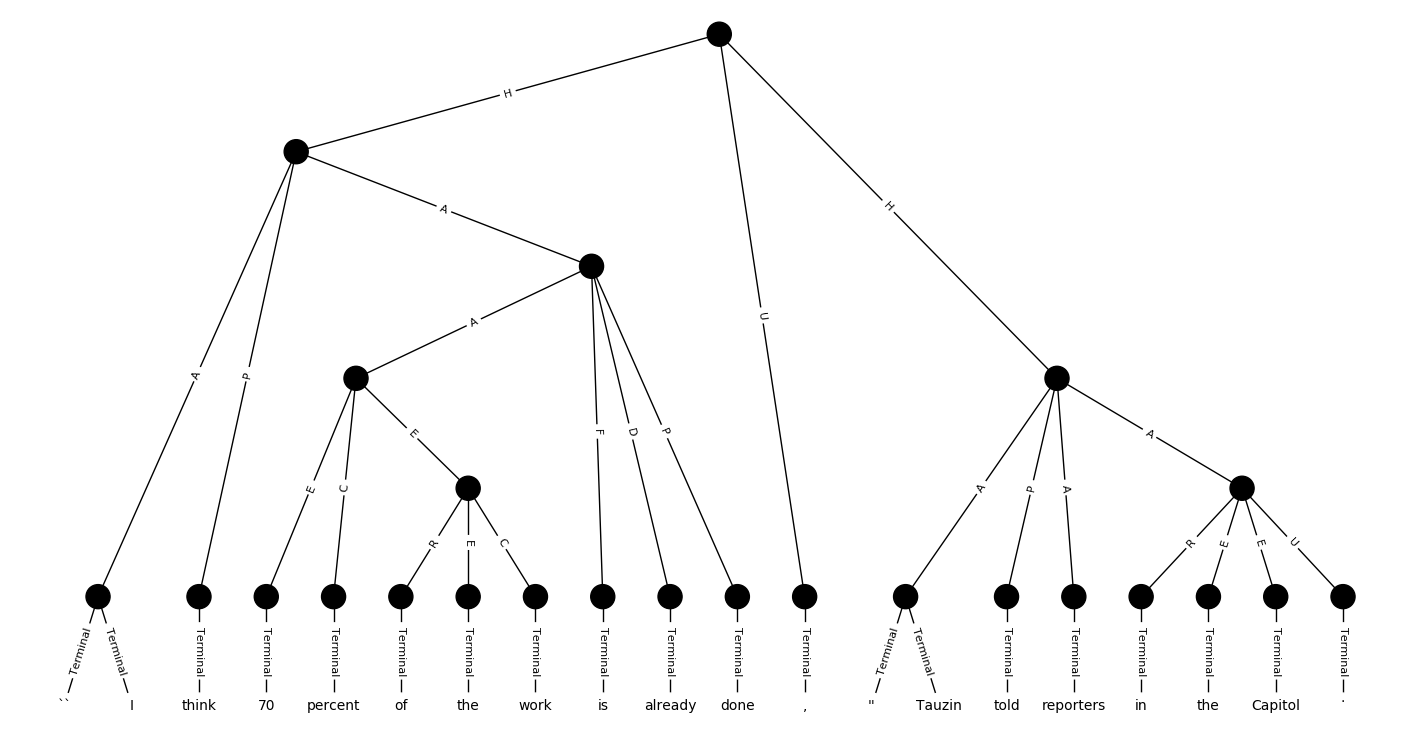 H
A
H
A
U
A
P
A
E
F
D
P
A
E
C
A
P
A
R
E
C
R
E
E
U
Terminal Terminal Terminal Terminal Terminal Terminal Terminal Terminal Terminal Terminal Terminal Terminal Terminal Terminal Terminal Terminal Terminal Terminal Terminal Terminal
`` I think 70 percent of the work is already done , " Tauzin told reporters in the Capitol .